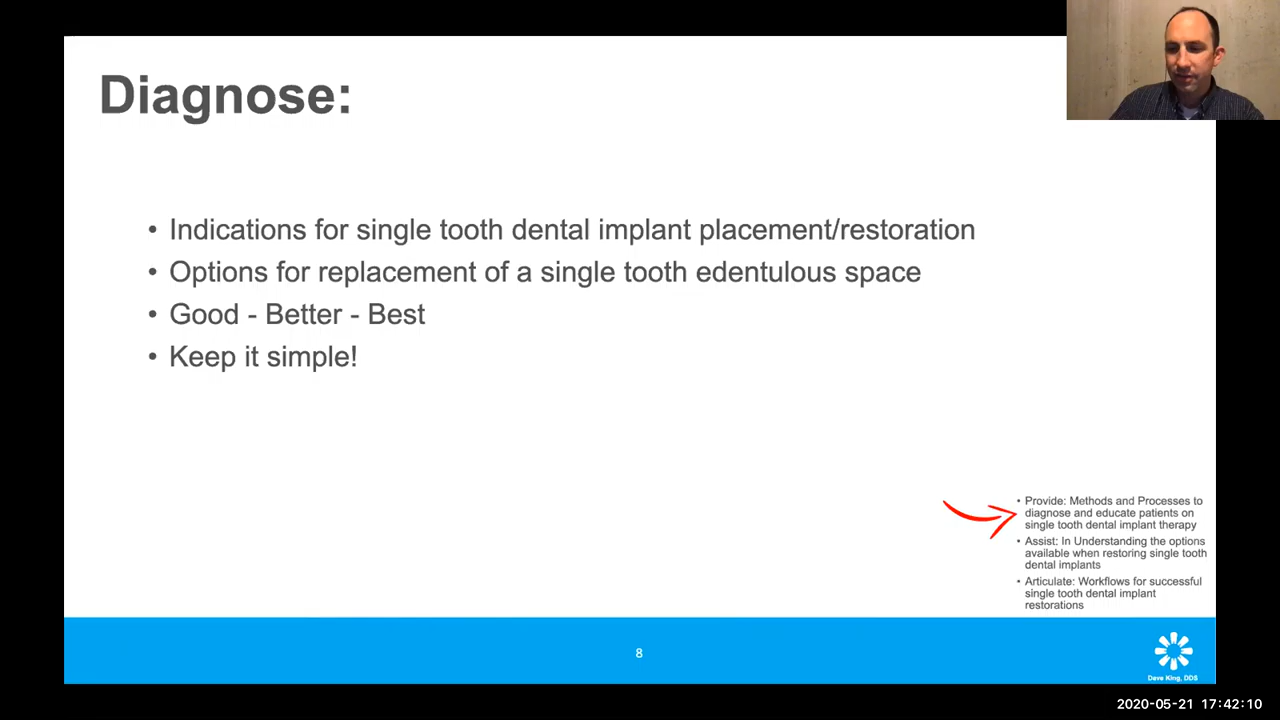 Diagnose:
• Indications for single tooth dental implant placement/restoration
• Options for replacement of a single tooth edentulous space
• Good - Better - Best
• Keep it simple!
• Provide: Methods and Processes to
diagnose and educate patients on
single tooth dental implant therapy
• Assist: In Understanding the options
available when restoring single tooth
dental implants
• Articulate: Workflows for successful
single tooth dental implant
restorations
8
Dave King, DDS
2020-05-21 17:42:10